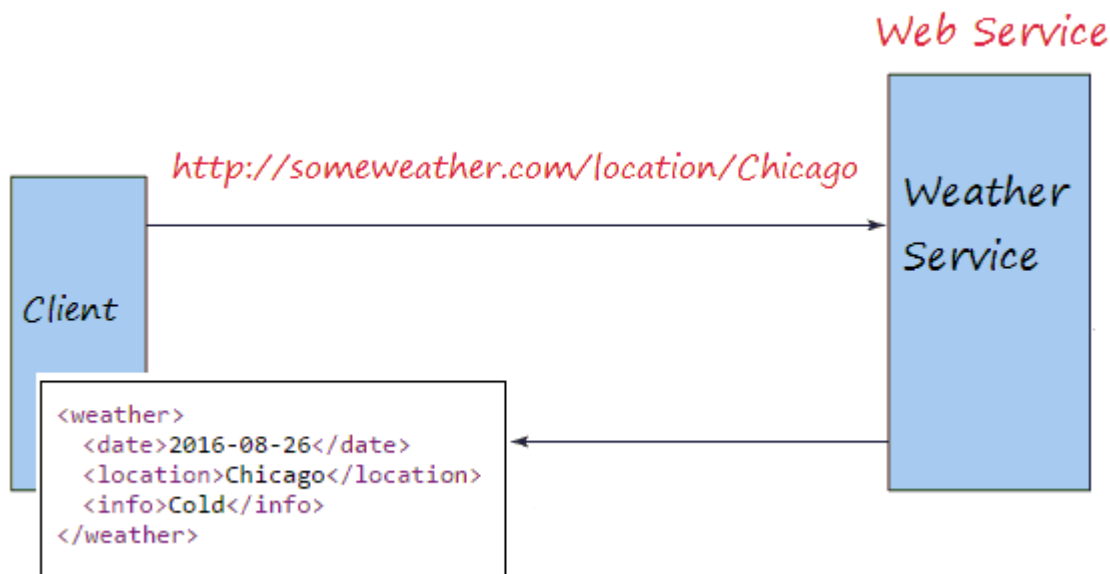 Web Service
http://someweather.com/location/Chicago
Weather
Service
Client
<weather>
  <date>2016-08-26</date>
  <location>Chicago</location>
  <info>Cold</info>
</weather>